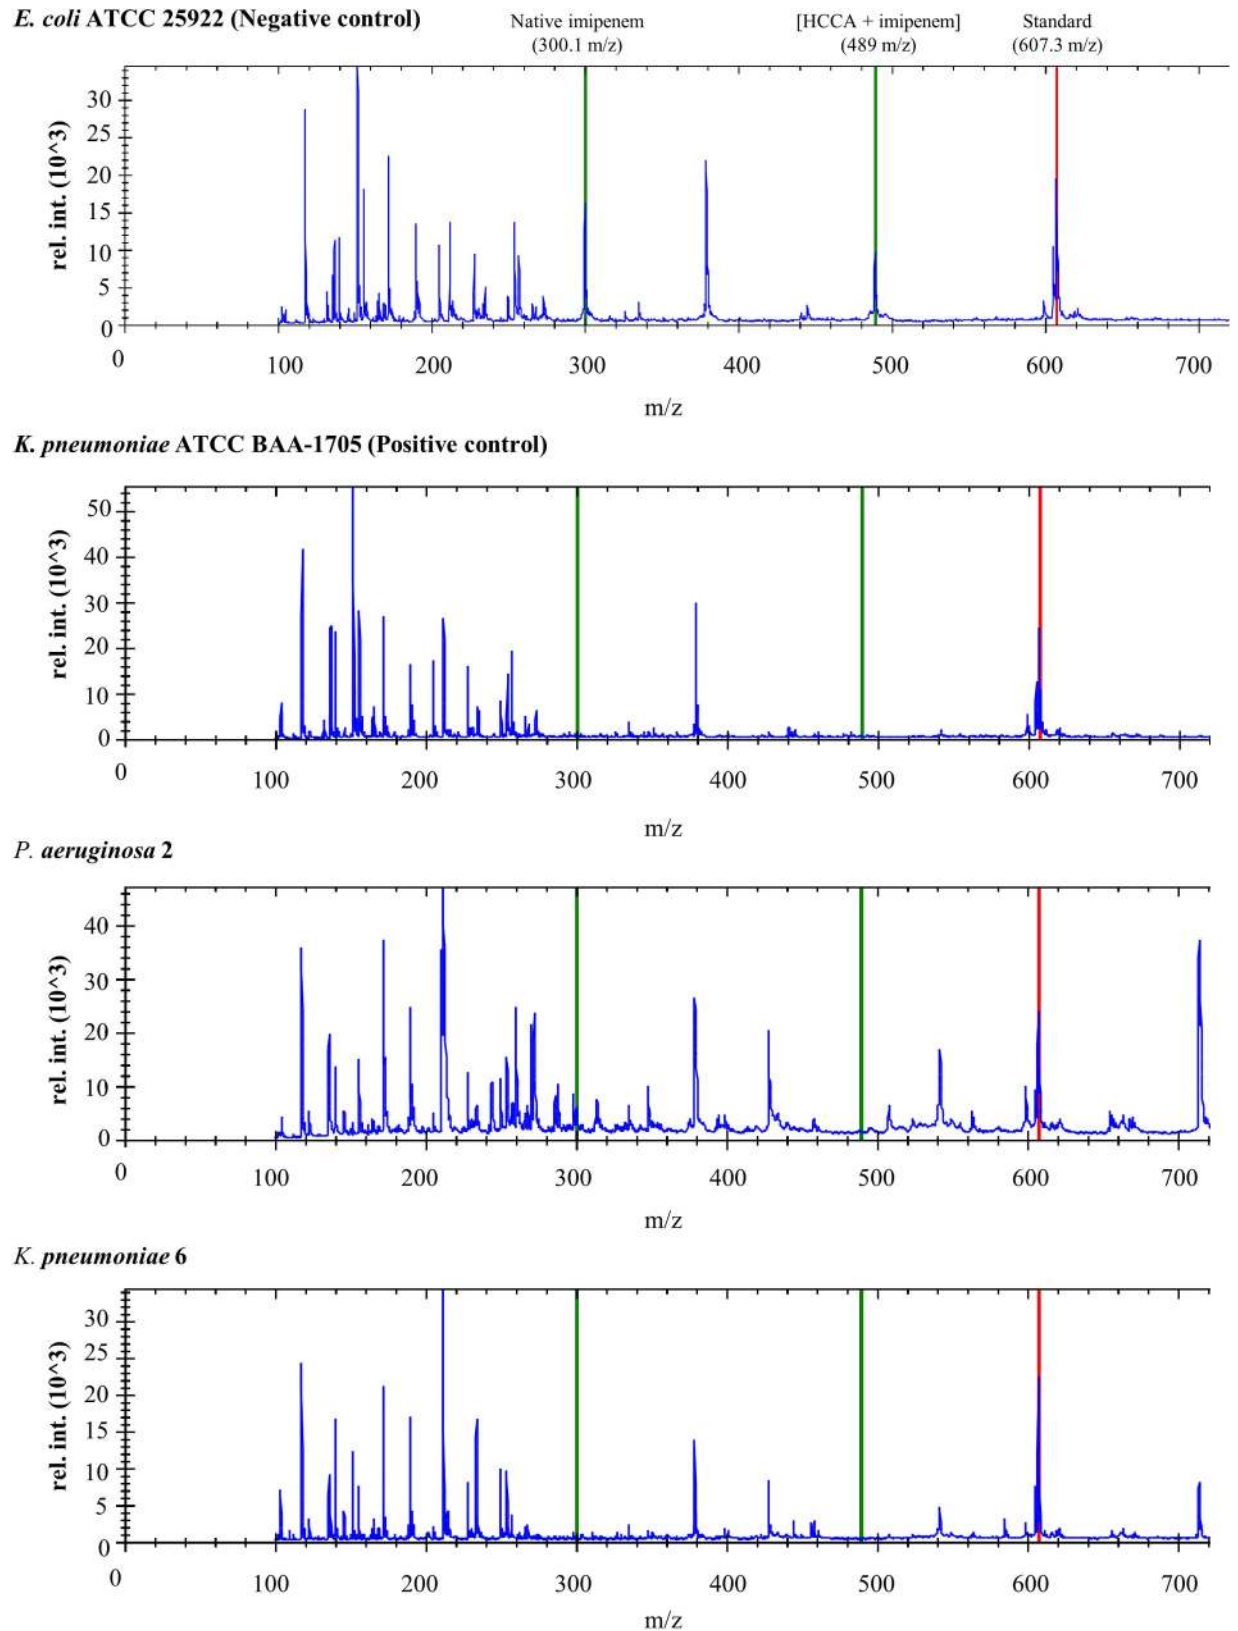 E. coli ATCC 25922 (Negative control)
Native imipenem
(300.1 m/z)
[HCCA + imipenem]
(489 m/z)
Standard
(607.3 m/z)
rel. int. (10^3)
30
25
20
15
10
5
0
0 100 200 300 400 500 600 700
m/z
K. pneumoniae ATCC BAA-1705 (Positive control)
rel. int. (10^3)
50
40
30
20
10
0
0 100 200 300 400 500 600 700
m/z
P. aeruginosa 2
rel. int. (10^3)
40
30
20
10
0
0 100 200 300 400 500 600 700
m/z
K. pneumoniae 6
rel. int. (10^3)
30
25
20
15
10
5
0
0 100 200 300 400 500 600 700
m/z